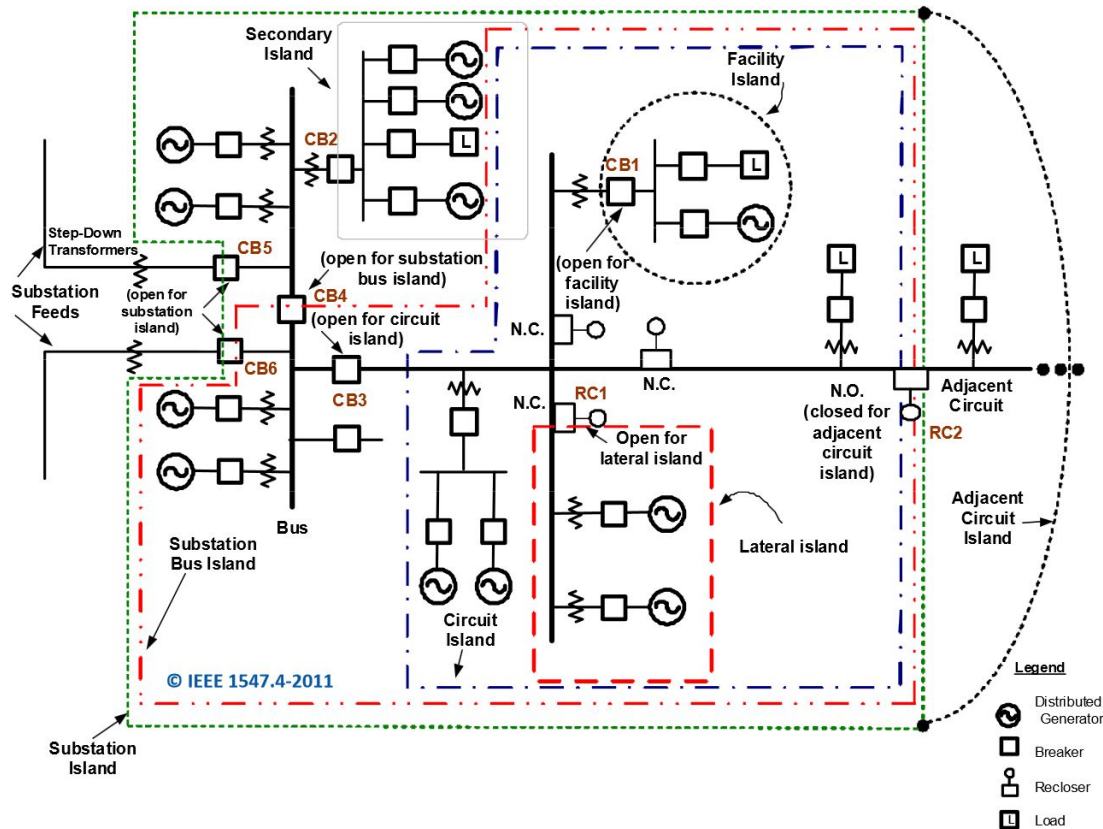 Secondary
Island
Facility
Island
CB2
L
CB1
L
Step-Down
Transformers
CB5
(open for substation
bus island)
(open for
facility
island)
L
L
Substation
Feeds
(open for
substation
island)
CB4
(open for circuit
island)
N.C.
CB6
CB3
N.C.
N.C.
RC1
Open for
lateral island
N.O.
(closed for
adjacent
circuit
island)
Adjacent
Circuit
RC2
Bus
Substation
Bus Island
Lateral island
Adjacent
Circuit
Island
Circuit
Island
© IEEE 1547.4-2011
Substation
Island
Legend
Distributed
Generator
Breaker
Recloser
L
Load